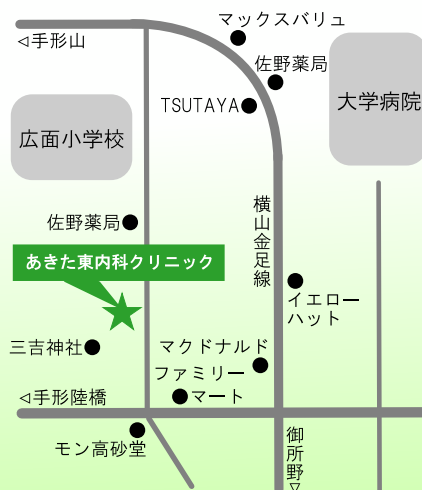 マックスバリュ
◁手形山
佐野薬局
大学病院
TSUTAYA
広面小学校
横山金足線
佐野薬局
あきた東内科クリニック
イエロー
ハット
三吉神社
マクドナルド
ファミリー
マート
◁手形陸橋
御所野
モン高砂堂